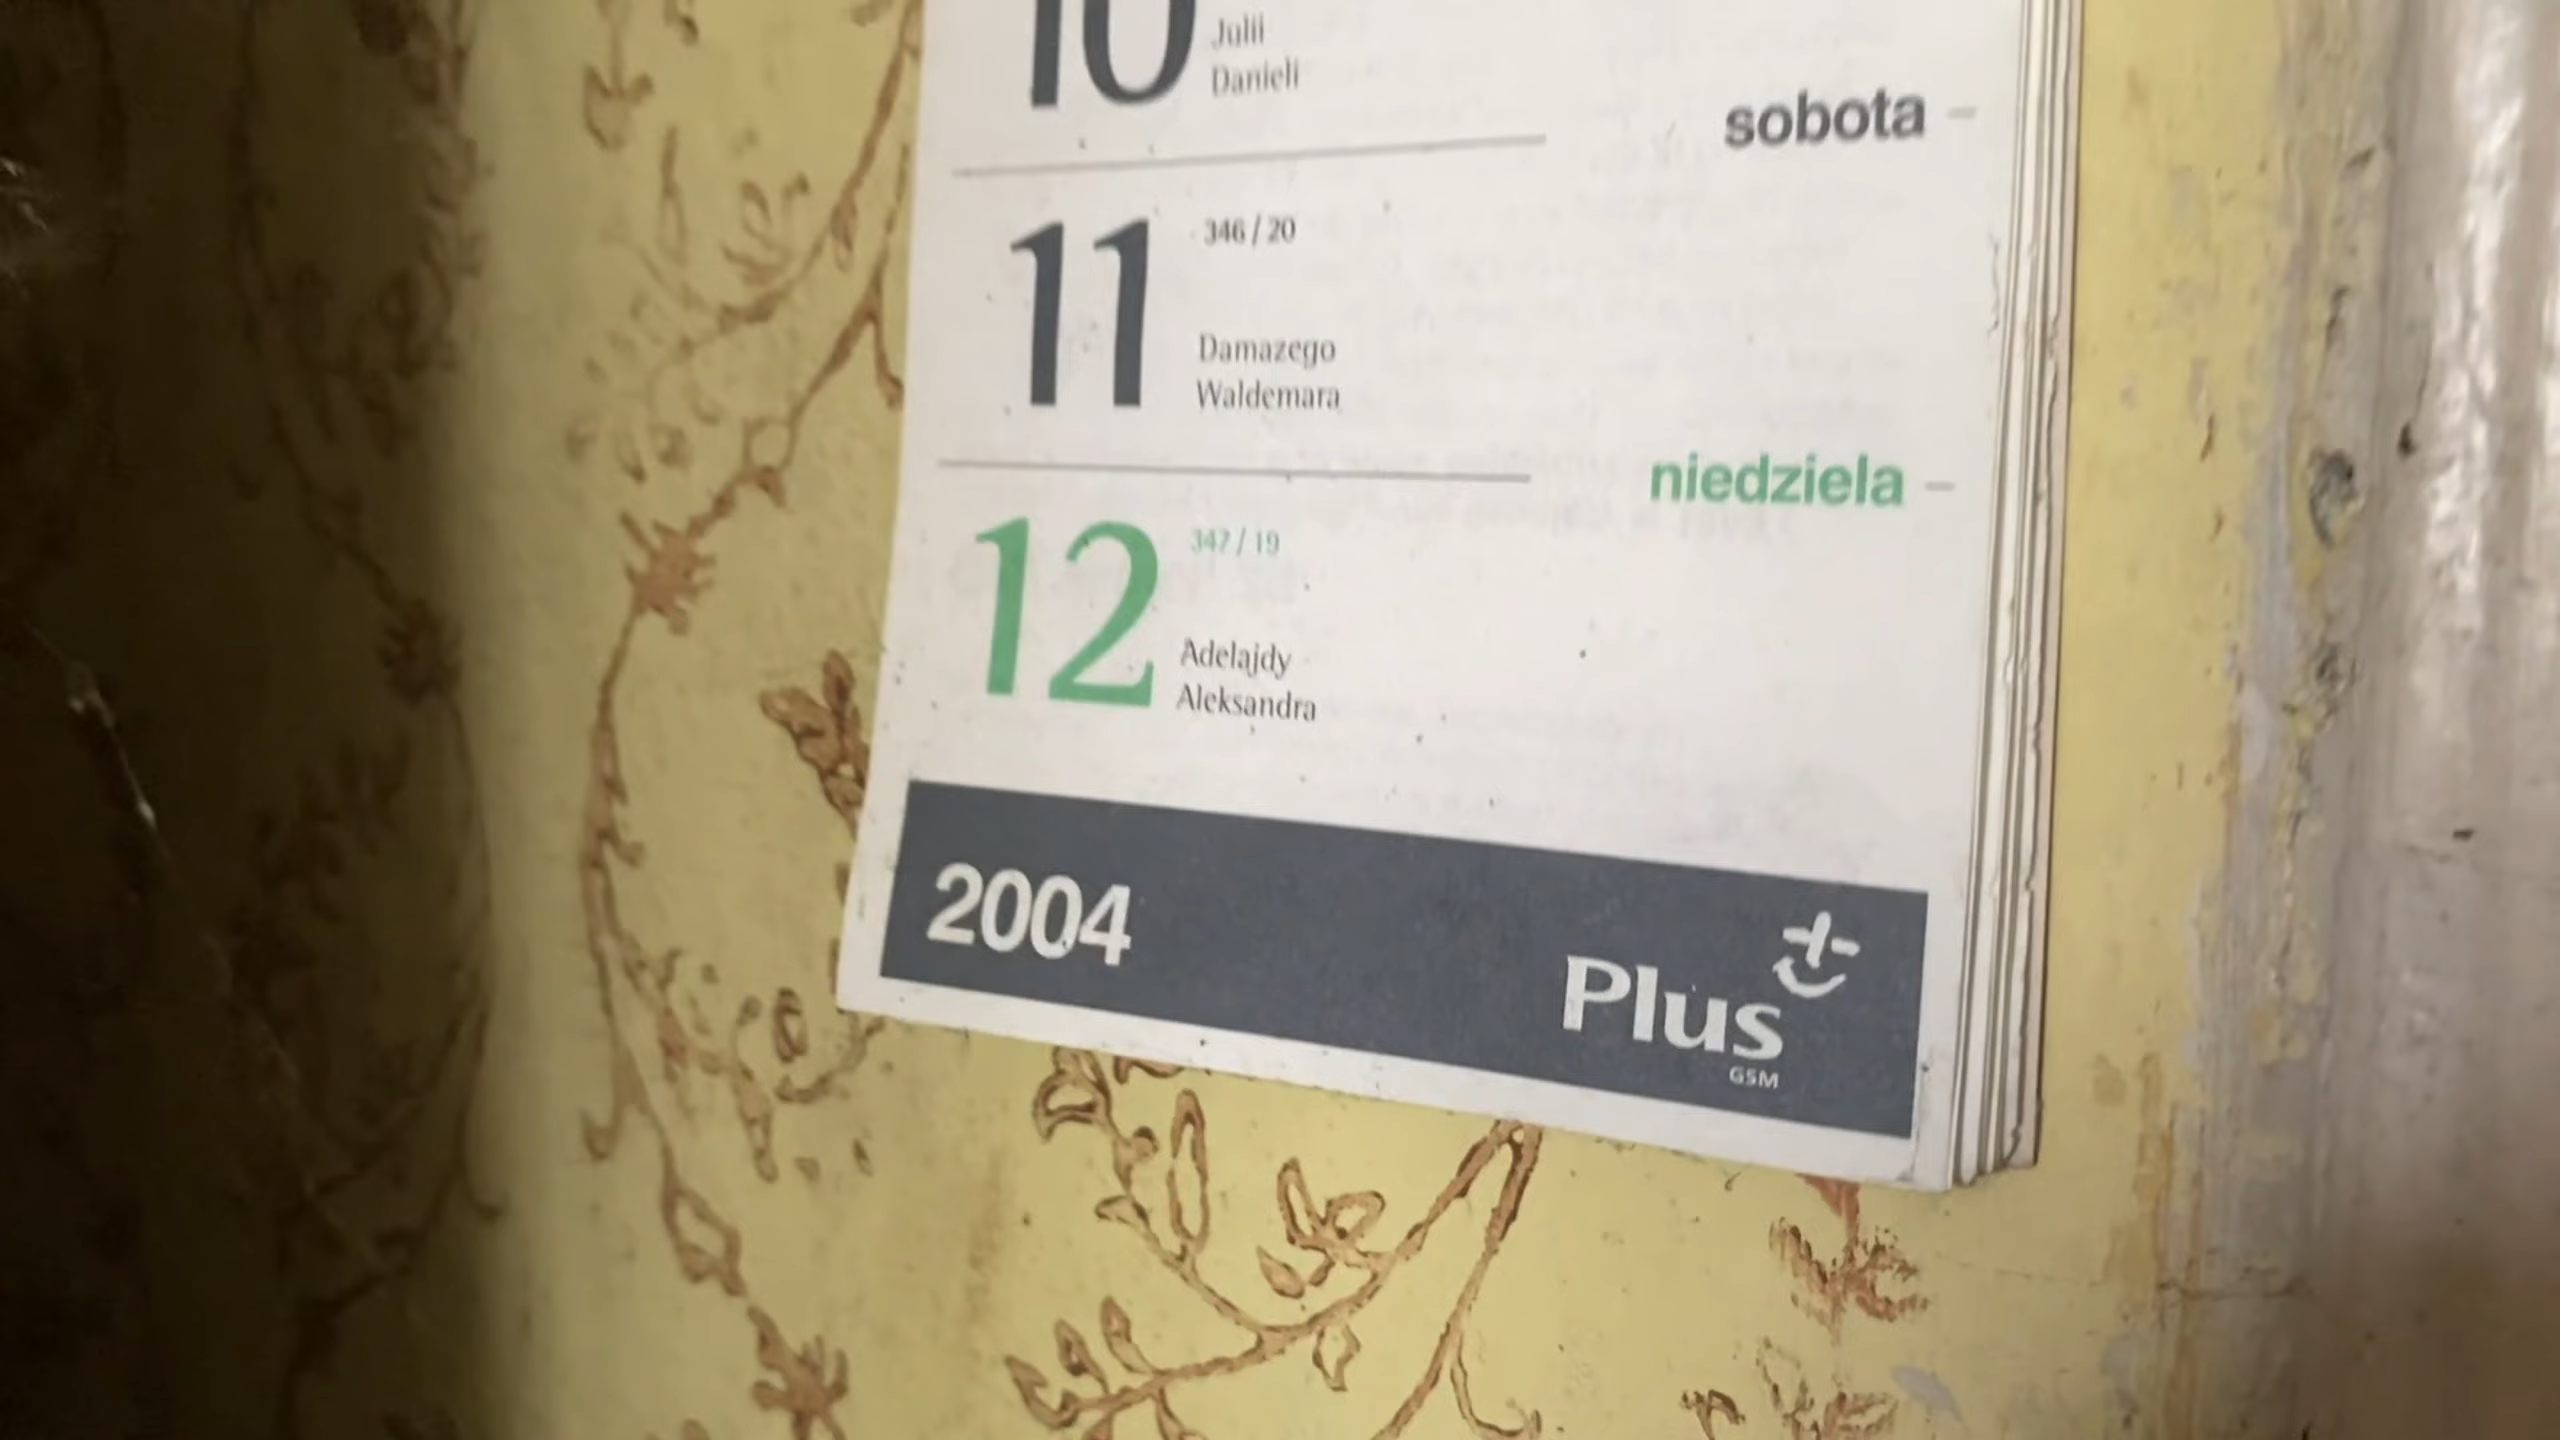 10
Julii
Danieli
sobota –
11
346 / 20
Damazego
Waldemara
niedziela –
12
347 / 19
Adelajdy
Aleksandra
2004
Plus
GSM